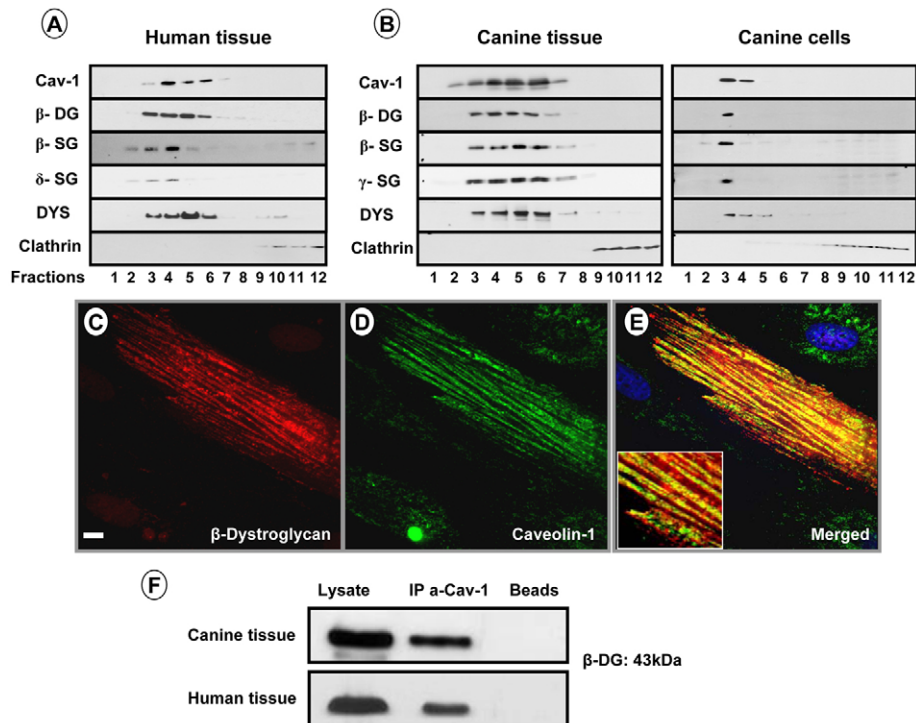 A
Human tissue
B
Canine tissue
Canine cells
Cav-1
β- DG
β- SG
δ- SG
DYS
Clathrin
Fractions 1 2 3 4 5 6 7 8 9 10 11 12
Cav-1
β- DG
β- SG
γ- SG
DYS
Clathrin
1 2 3 4 5 6 7 8 9 10 11 12
1 2 3 4 5 6 7 8 9 10 11 12
C
β-Dystroglycan
D
Caveolin-1
E
Merged
F
Lysate IP a-Cav-1 Beads
Canine tissue
β-DG: 43kDa
Human tissue